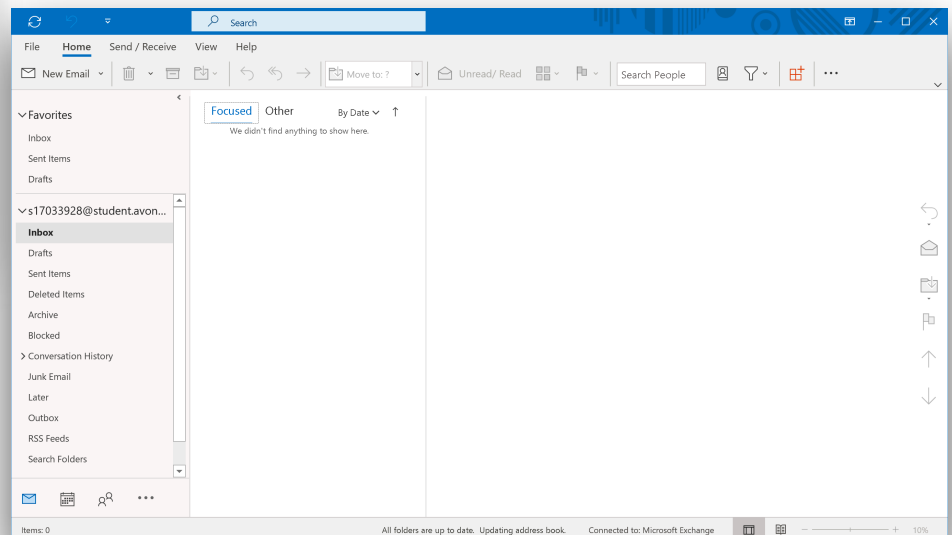 Search
File Home Send / Receive View Help
New Email Move to: ? Unread/ Read Search People
Focused Other By Date
We didn't find anything to show here.
Favorites
Inbox
Sent Items
Drafts
s17033928@student.avon...
Inbox
Drafts
Sent Items
Deleted Items
Archive
Blocked
Conversation History
Junk Email
Later
Outbox
RSS Feeds
Search Folders
Items: 0 All folders are up to date. Updating address book. Connected to: Microsoft Exchange 10%